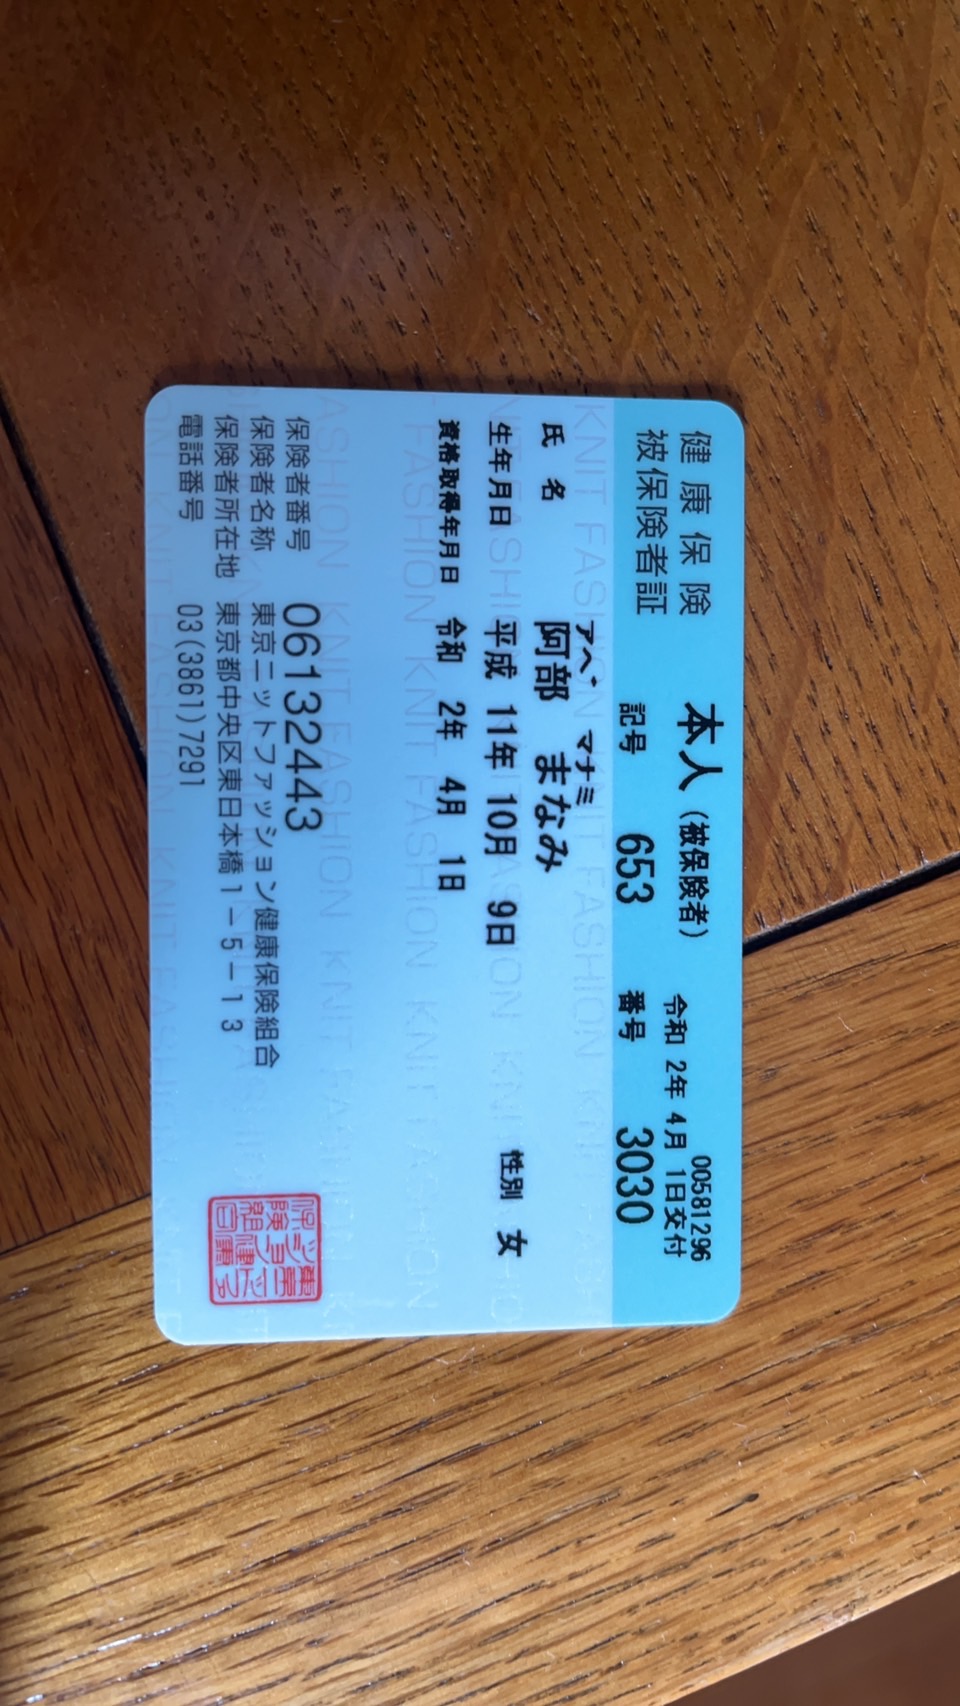 健康保険 本人（被保険者） 00581296
被保険者証 令和 2年 4月 1日交付
記号 653 番号 3030
アベ マナミ
氏名 阿部 まなみ
生年月日 平成 11年 10月 9日 性別 女
資格取得年月日 令和 2年 4月 1日
保険者番号 06132443
保険者名称 東京ニットファッション健康保険組合
保険者所在地 東京都中央区東日本橋1-5-13
電話番号 03(3861)7291
KNIT FASHION KNIT FASHION